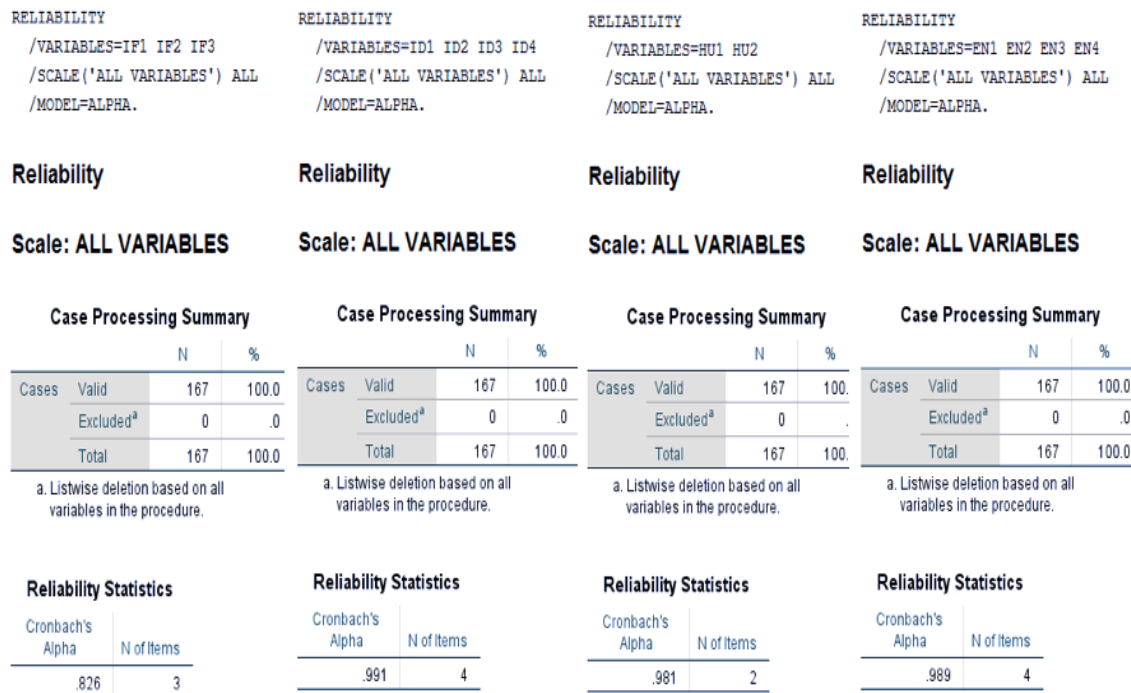 RELIABILITY
/VARIABLES=IF1 IF2 IF3
/SCALE('ALL VARIABLES') ALL
/MODEL=ALPHA.
Reliability
Scale: ALL VARIABLES
Case Processing Summary
N %
Cases Valid 167 100.0
Excludedª 0 .0
Total 167 100.0
a. Listwise deletion based on all
variables in the procedure.
Reliability Statistics
Cronbach's
Alpha N of Items
.826 3
RELIABILITY
/VARIABLES=ID1 ID2 ID3 ID4
/SCALE('ALL VARIABLES') ALL
/MODEL=ALPHA.
Reliability
Scale: ALL VARIABLES
Case Processing Summary
N %
Cases Valid 167 100.0
Excludedª 0 .0
Total 167 100.0
a. Listwise deletion based on all
variables in the procedure.
Reliability Statistics
Cronbach's
Alpha N of Items
.991 4
RELIABILITY
/VARIABLES=HU1 HU2
/SCALE('ALL VARIABLES') ALL
/MODEL=ALPHA.
Reliability
Scale: ALL VARIABLES
Case Processing Summary
N %
Cases Valid 167 100.
Excludedª 0 .
Total 167 100.
a. Listwise deletion based on all
variables in the procedure.
Reliability Statistics
Cronbach's
Alpha N of Items
.981 2
RELIABILITY
/VARIABLES=EN1 EN2 EN3 EN4
/SCALE('ALL VARIABLES') ALL
/MODEL=ALPHA.
Reliability
Scale: ALL VARIABLES
Case Processing Summary
N %
Cases Valid 167 100.0
Excludedª 0 .0
Total 167 100.0
a. Listwise deletion based on all
variables in the procedure.
Reliability Statistics
Cronbach's
Alpha N of Items
.989 4